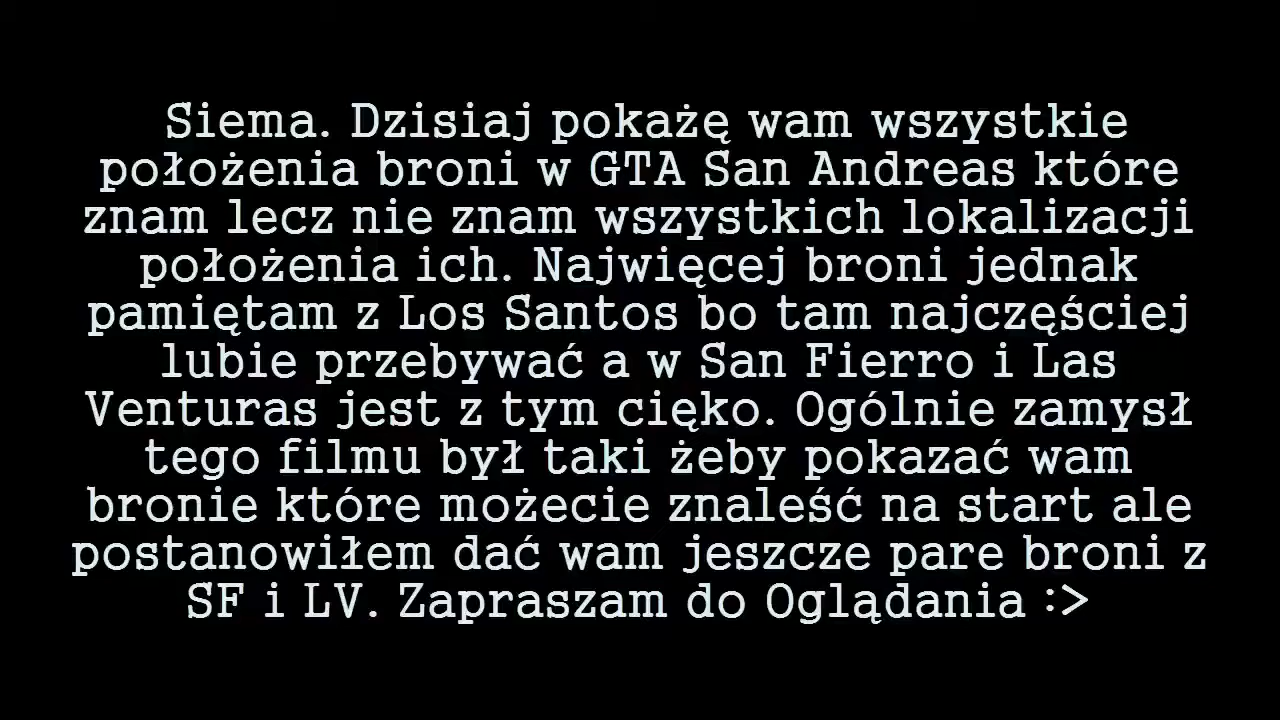 Siema. Dzisiaj pokażę wam wszystkie
położenia broni w GTA San Andreas które
znam lecz nie znam wszystkich lokalizacji
położenia ich. Najwięcej broni jednak
pamiętam z Los Santos bo tam najczęściej
lubie przebywać a w San Fierro i Las
Venturas jest z tym cięko. Ogólnie zamysł
tego filmu był taki żeby pokazać wam
bronie które możecie znaleść na start ale
postanowiłem dać wam jeszcze pare broni z
SF i LV. Zapraszam do Oglądania :>